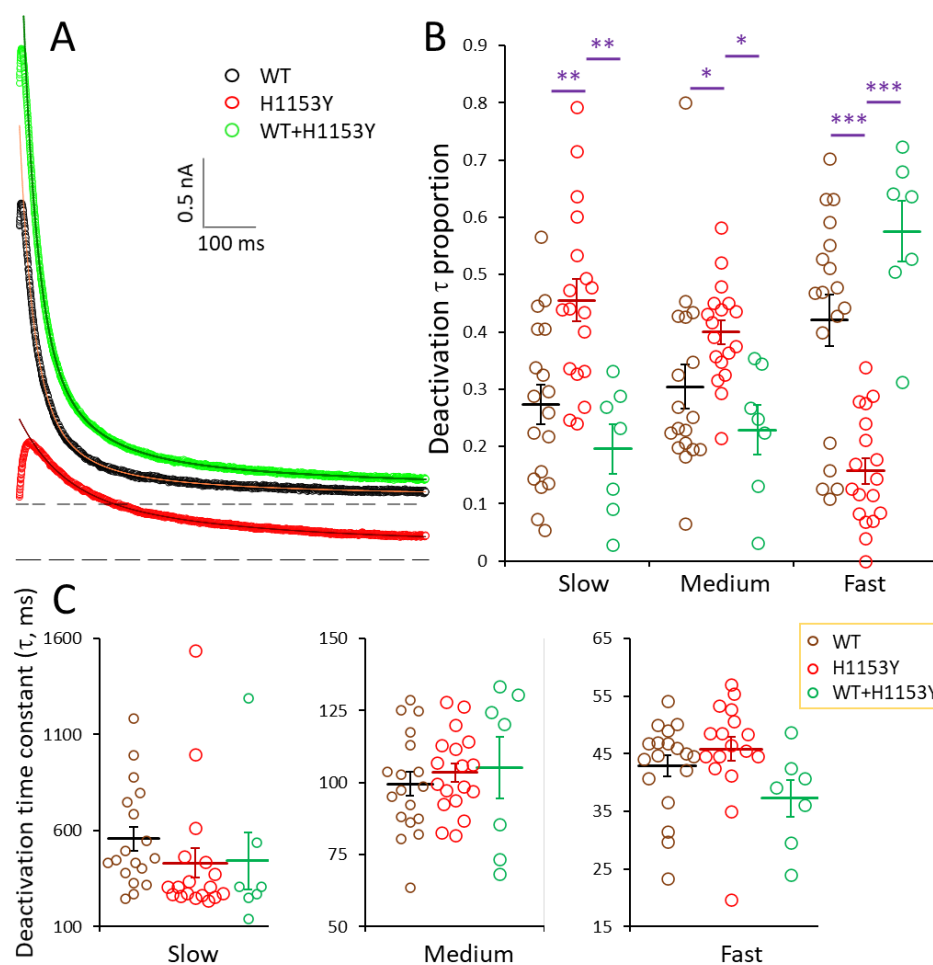 A
WT
H1153Y
WT+H1153Y
0.5 nA
100 ms
B
Deactivation τ proportion
0.9
0.8
0.7
0.6
0.5
0.4
0.3
0.2
0.1
0
** **
* *
*** ***
Slow Medium Fast
C
Deactivation time constant (τ, ms)
1600
1100
600
100
Slow
150
125
100
75
50
Medium
65
55
45
35
25
15
Fast
WT
H1153Y
WT+H1153Y